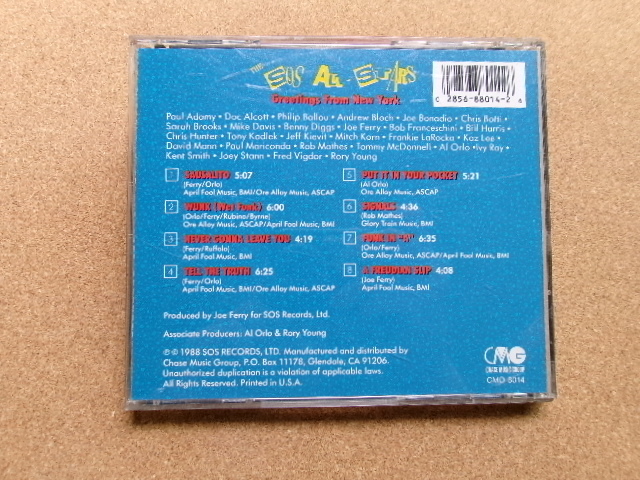 THE SOS ALL-STARS
Greetings From New York
C 2856-88014-2 6
Paul Adamy • Doc Alcott • Philip Ballou • Andrew Bloch • Joe Bonadio • Chris Botti •
Sarah Brooks • Mike Davis • Benny Diggs • Joe Ferry • Bob Franceschini • Bill Harris •
Chris Hunter • Tony Kadlek • Jeff Kievit • Mitch Korn • Frankie LaRocka • Kaz Lee •
David Mann • Paul Mariconda • Rob Mathes • Tommy McDonnell • Al Orlo • Ivy Ray •
Kent Smith • Joey Stann • Fred Vigdor • Rory Young
1 SAUSALITO 5:07
(Ferry/Orlo)
April Fool Music, BMI/Ore Alloy Music, ASCAP
2 WUNK (Wet Funk) 6:00
(Orlo/Ferry/Rubino/Byrne)
Ore Alloy Music, ASCAP/April Fool Music, BMI
3 NEVER GONNA LEAVE YOU 4:19
(Ferry/Ruffalo)
April Fool Music, BMI
4 TELL THE TRUTH 6:25
(Ferry/Orlo)
April Fool Music, BMI/Ore Alloy Music, ASCAP
5 PUT IT IN YOUR POCKET 5:21
(Al Orlo)
Ore Alloy Music, ASCAP
6 SIGNALS 4:36
(Rob Mathes)
Glory Train Music, BMI
7 FUNK IN "A" 6:35
(Orlo/Ferry)
Ore Alloy Music, ASCAP/April Fool Music, BMI
8 A FREUDIAN SLIP 4:08
(Joe Ferry)
April Fool Music, BMI
Produced by Joe Ferry for SOS Records, Ltd.
Associate Producers: Al Orlo & Rory Young
℗ © 1988 SOS RECORDS, LTD. Manufactured and distributed by
Chase Music Group, P.O. Box 11178, Glendale, CA 91206.
Unauthorized duplication is a violation of applicable laws.
All Rights Reserved. Printed in U.S.A.
CMG
CHASE MUSIC GROUP
CMD-8014